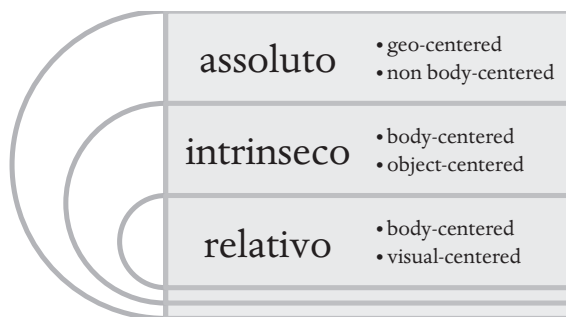 assoluto
• geo-centered
• non body-centered
intrinseco
• body-centered
• object-centered
relativo
• body-centered
• visual-centered